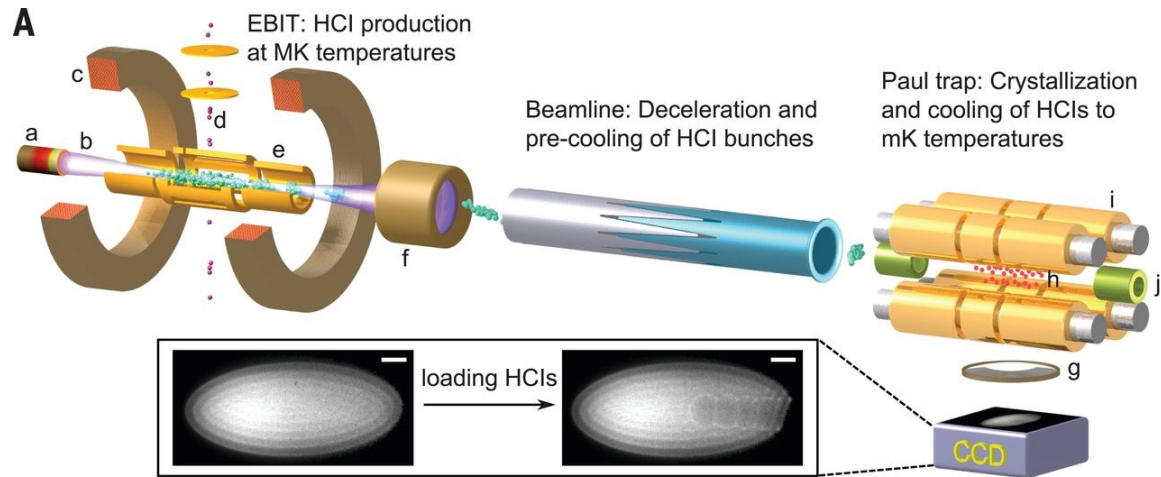 A
EBIT: HCI production
at MK temperatures
c
d
a
b
e
f
Beamline: Deceleration and
pre-cooling of HCI bunches
Paul trap: Crystallization
and cooling of HCIs to
mK temperatures
i
h
j
g
loading HCIs
CCD